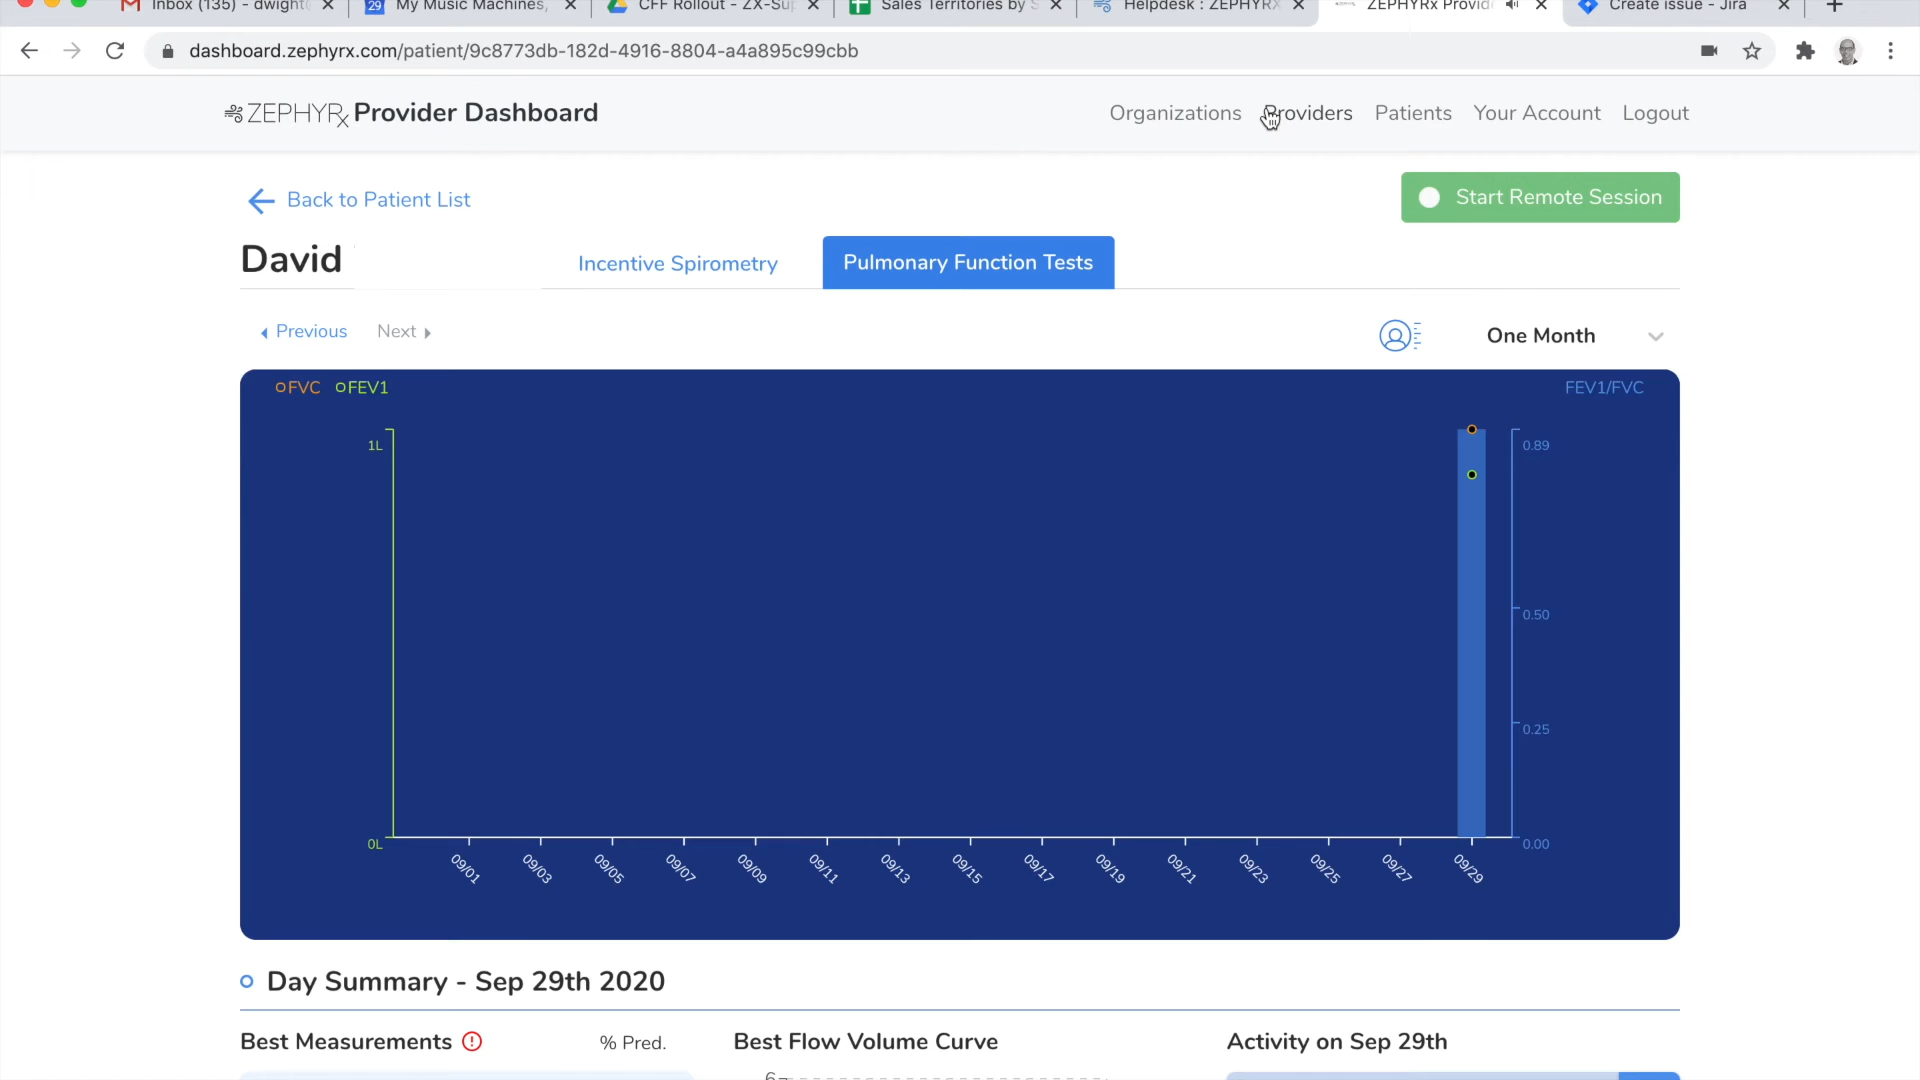 Inbox (135) - dwight
My Music Machines,
CFF Rollout - ZX-Sup
Sales Territories by S
Helpdesk : ZEPHYRX
ZEPHYRx Provid
Create issue - Jira
dashboard.zephyrx.com/patient/9c8773db-182d-4916-8804-a4a895c99cbb
ZEPHYRx Provider Dashboard
Organizations Providers Patients Your Account Logout
Back to Patient List
Start Remote Session
David
Incentive Spirometry
Pulmonary Function Tests
Previous Next
One Month
FVC FEV1
FEV1/FVC
1L
0.89
0.50
0.25
0L
0.00
09/01 09/03 09/05 09/07 09/09 09/11 09/13 09/15 09/17 09/19 09/21 09/23 09/25 09/27 09/29
Day Summary - Sep 29th 2020
Best Measurements % Pred.
Best Flow Volume Curve
Activity on Sep 29th